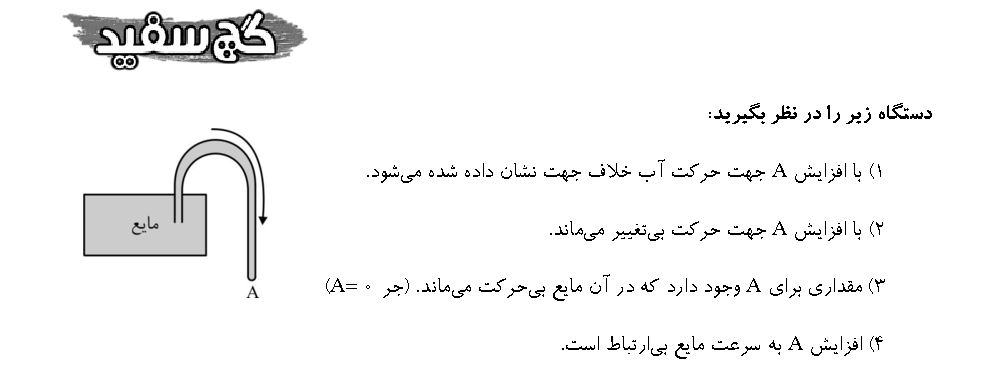 گچ سفید
دستگاه زیر را در نظر بگیرید:
۱) با افزایش A جهت حرکت آب خلاف جهت نشان داده شده می‌شود.
۲) با افزایش A جهت حرکت بی‌تغییر می‌ماند.
۳) مقداری برای A وجود دارد که در آن مایع بی‌حرکت می‌ماند. (جر ۰ =A)
۴) افزایش A به سرعت مایع بی‌ارتباط است.
مایع
A